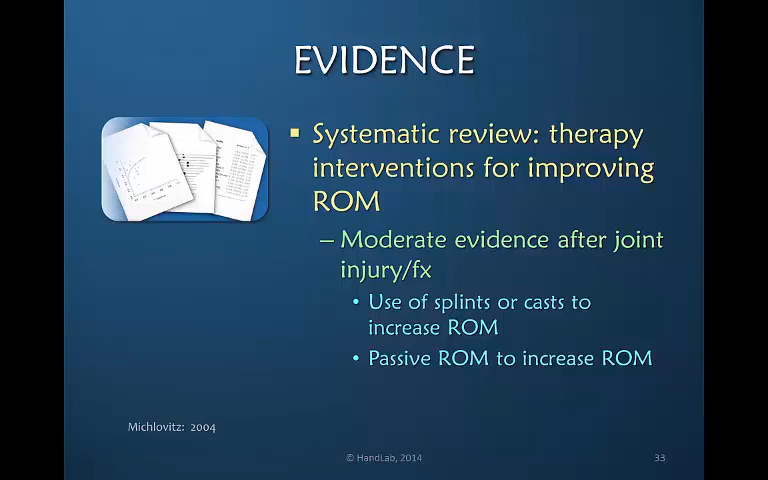 EVIDENCE
▪ Systematic review: therapy
interventions for improving
ROM
– Moderate evidence after joint
injury/fx
• Use of splints or casts to
increase ROM
• Passive ROM to increase ROM
Michlovitz: 2004
© HandLab, 2014
33